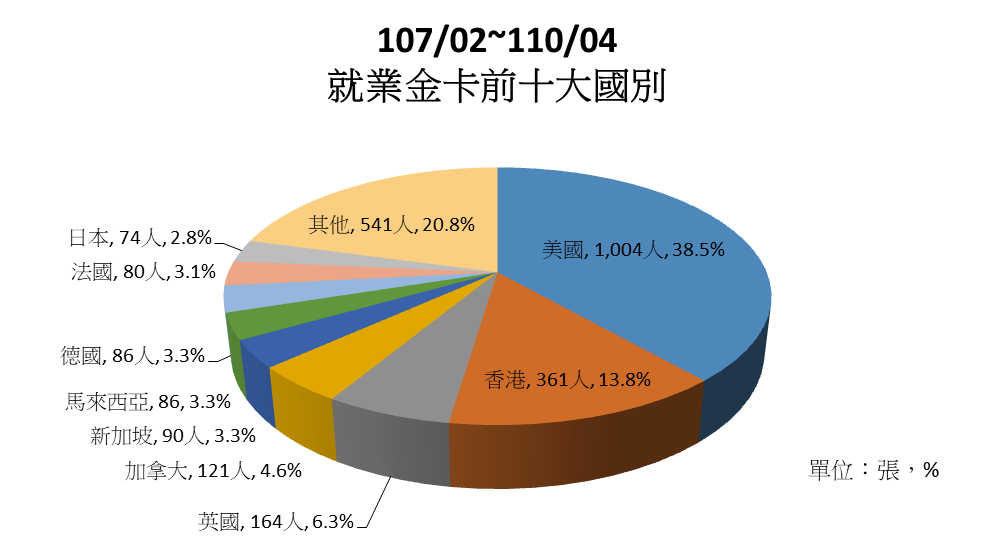 107/02~110/04
就業金卡前十大國別
其他, 541人, 20.8%
美國, 1,004人, 38.5%
日本, 74人, 2.8%
法國, 80人, 3.1%
德國, 86人, 3.3%
香港, 361人, 13.8%
馬來西亞, 86, 3.3%
新加坡, 90人, 3.3%
加拿大, 121人, 4.6%
單位：張，%
英國, 164人, 6.3%